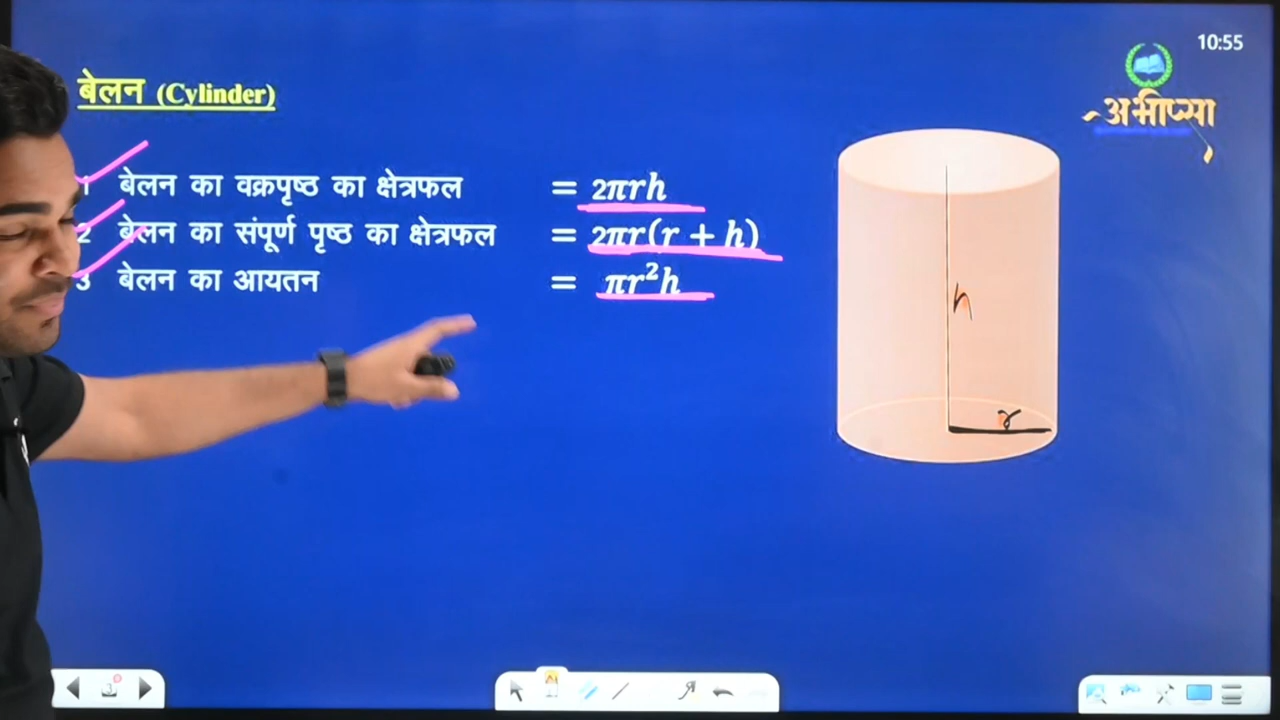 10:55
अभीप्सा
बेलन (Cylinder)
1 बेलन का वक्रपृष्ठ का क्षेत्रफल = 2πrh
2 बेलन का संपूर्ण पृष्ठ का क्षेत्रफल = 2πr(r + h)
3 बेलन का आयतन = πr²h
h
r